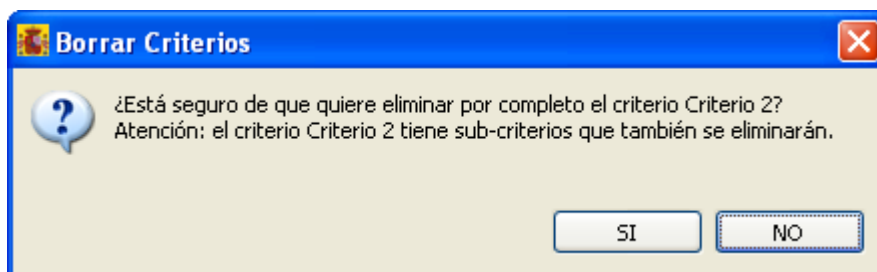 Borrar Criterios
¿Está seguro de que quiere eliminar por completo el criterio Criterio 2?
Atención: el criterio Criterio 2 tiene sub-criterios que también se eliminarán.
SI NO